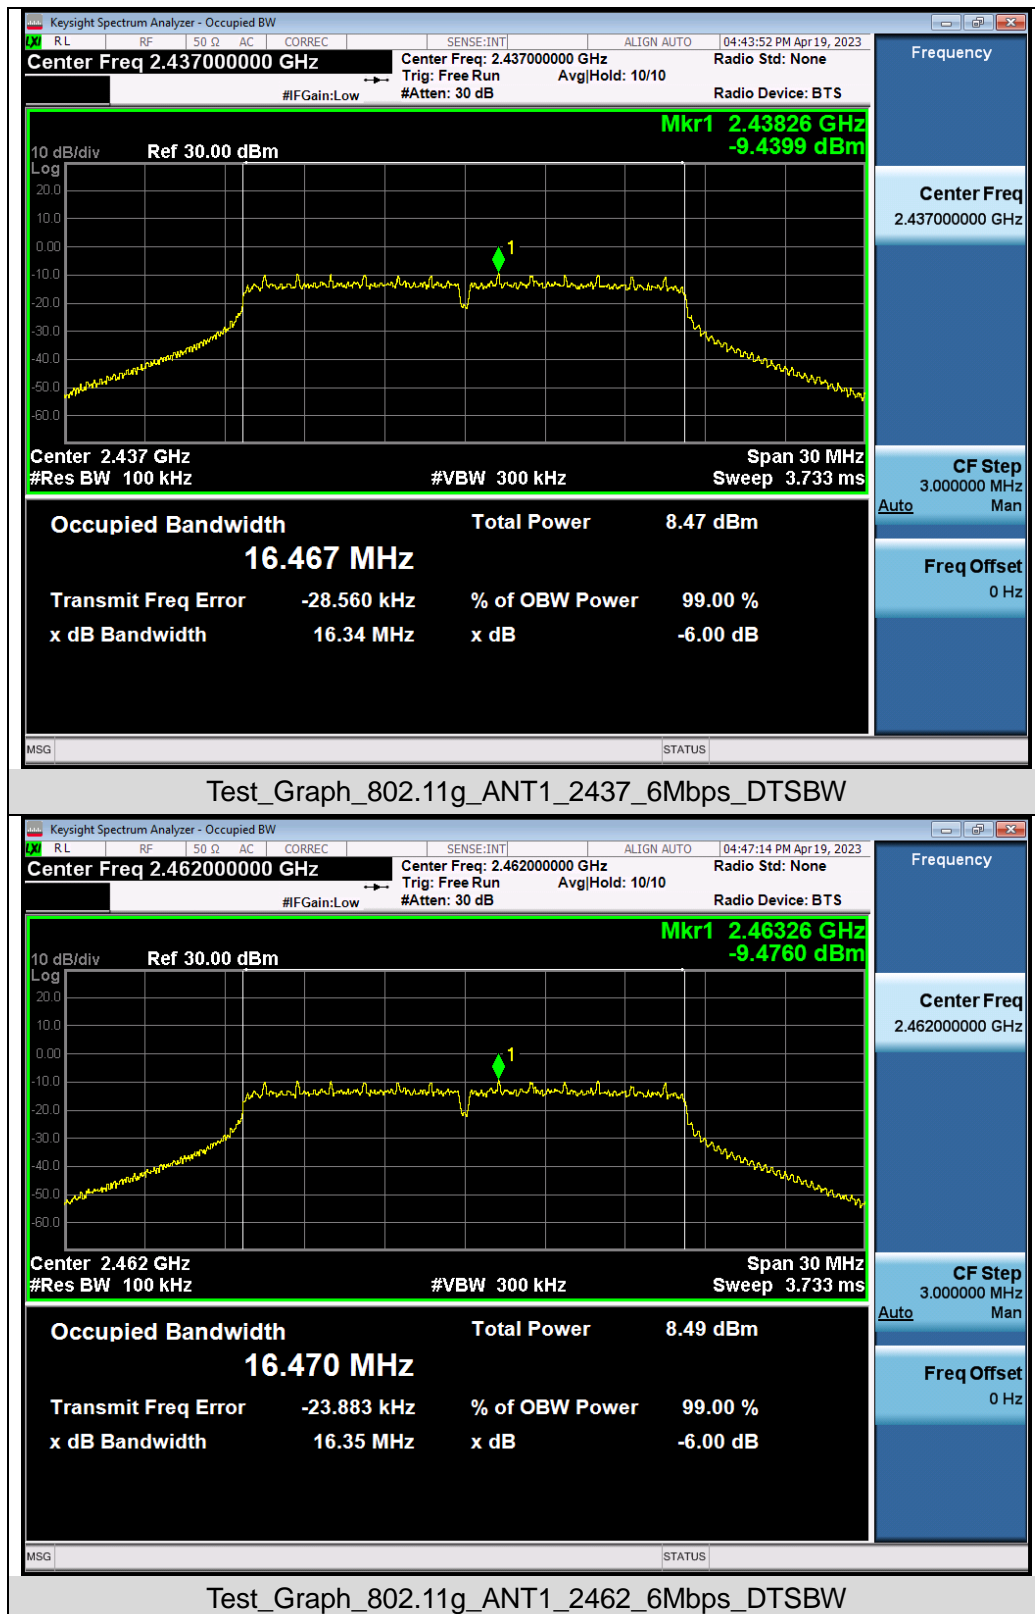 Keysight Spectrum Analyzer - Occupied BW
LXI RL RF 50 Ω AC CORREC SENSE:INT ALIGN AUTO 04:43:52 PM Apr 19, 2023
Center Freq 2.437000000 GHz Center Freq: 2.437000000 GHz Radio Std: None Frequency
Trig: Free Run Avg|Hold: 10/10
#IFGain:Low #Atten: 30 dB Radio Device: BTS
Mkr1 2.43826 GHz
10 dB/div Ref 30.00 dBm -9.4399 dBm
Log
20.0
10.0
0.00
-10.0
-20.0
-30.0
-40.0
-50.0
-60.0
1
Center 2.437 GHz Span 30 MHz
#Res BW 100 kHz #VBW 300 kHz Sweep 3.733 ms
Center Freq
2.437000000 GHz
CF Step
3.000000 MHz
Auto Man
Freq Offset
0 Hz
Occupied Bandwidth Total Power 8.47 dBm
16.467 MHz
Transmit Freq Error -28.560 kHz % of OBW Power 99.00 %
x dB Bandwidth 16.34 MHz x dB -6.00 dB
MSG STATUS
Test_Graph_802.11g_ANT1_2437_6Mbps_DTSBW
Keysight Spectrum Analyzer - Occupied BW
LXI RL RF 50 Ω AC CORREC SENSE:INT ALIGN AUTO 04:47:14 PM Apr 19, 2023
Center Freq 2.462000000 GHz Center Freq: 2.462000000 GHz Radio Std: None Frequency
Trig: Free Run Avg|Hold: 10/10
#IFGain:Low #Atten: 30 dB Radio Device: BTS
Mkr1 2.46326 GHz
10 dB/div Ref 30.00 dBm -9.4760 dBm
Log
20.0
10.0
0.00
-10.0
-20.0
-30.0
-40.0
-50.0
-60.0
1
Center 2.462 GHz Span 30 MHz
#Res BW 100 kHz #VBW 300 kHz Sweep 3.733 ms
Center Freq
2.462000000 GHz
CF Step
3.000000 MHz
Auto Man
Freq Offset
0 Hz
Occupied Bandwidth Total Power 8.49 dBm
16.470 MHz
Transmit Freq Error -23.883 kHz % of OBW Power 99.00 %
x dB Bandwidth 16.35 MHz x dB -6.00 dB
MSG STATUS
Test_Graph_802.11g_ANT1_2462_6Mbps_DTSBW